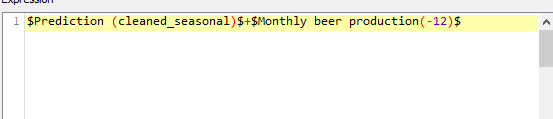 Expression
1 $Prediction (cleaned_seasonal)$+$Monthly beer production(-12)$